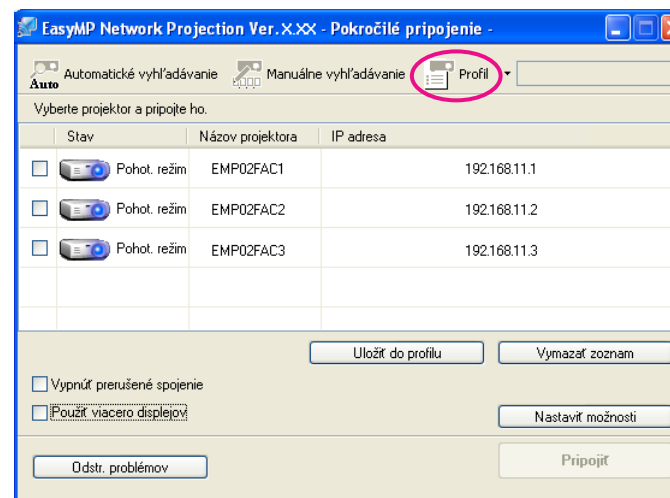 EasyMP Network Projection Ver.X.XX - Pokročilé pripojenie -
Auto Automatické vyhľadávanie Manuálne vyhľadávanie Profil
Vyberte projektor a pripojte ho.
Stav Názov projektora IP adresa
Pohot. režim EMP02FAC1 192.168.11.1
Pohot. režim EMP02FAC2 192.168.11.2
Pohot. režim EMP02FAC3 192.168.11.3
Uložiť do profilu Vymazať zoznam
Vypnúť prerušené spojenie
Použiť viacero displejov
Nastaviť možnosti
Odstr. problémov Pripojiť